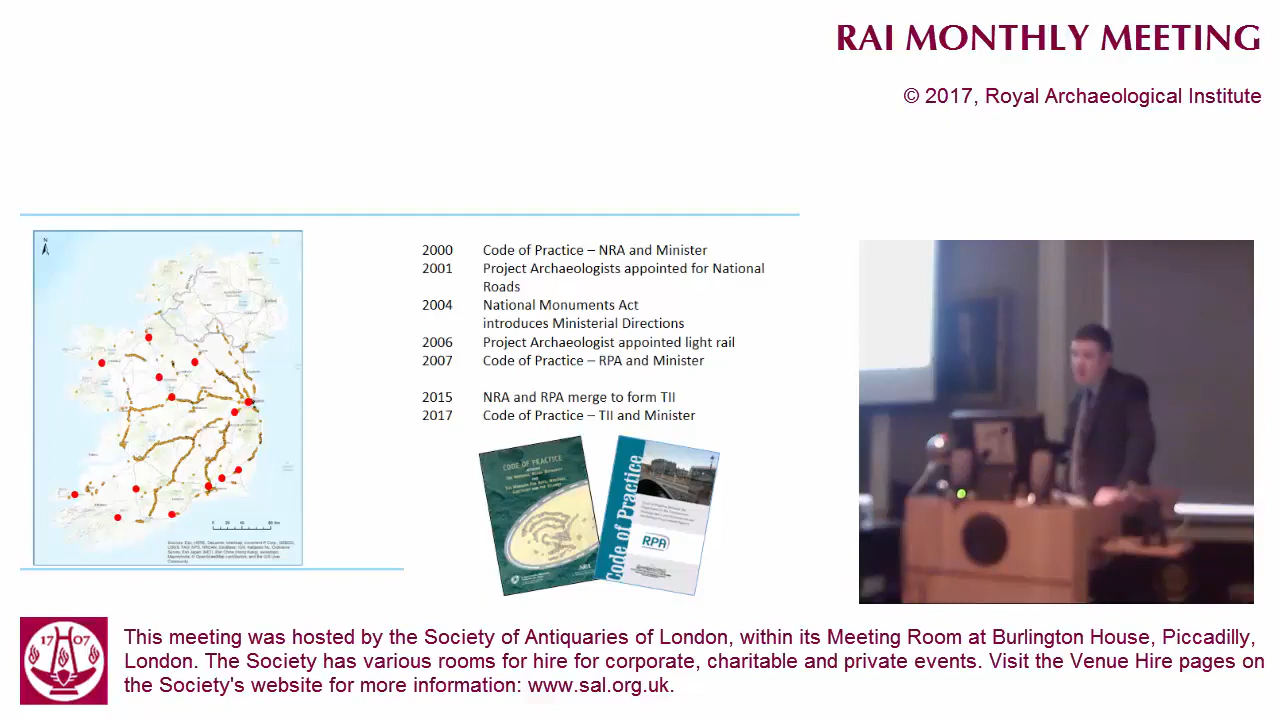 RAI MONTHLY MEETING
© 2017, Royal Archaeological Institute
N
2000 Code of Practice – NRA and Minister
2001 Project Archaeologists appointed for National
Roads
2004 National Monuments Act
introduces Ministerial Directions
2006 Project Archaeologist appointed light rail
2007 Code of Practice – RPA and Minister
2015 NRA and RPA merge to form TII
2017 Code of Practice – TII and Minister
CODE OF PRACTICE
NRA
Code of Practice
RPA
1707
This meeting was hosted by the Society of Antiquaries of London, within its Meeting Room at Burlington House, Piccadilly,
London. The Society has various rooms for hire for corporate, charitable and private events. Visit the Venue Hire pages on
the Society's website for more information: www.sal.org.uk.